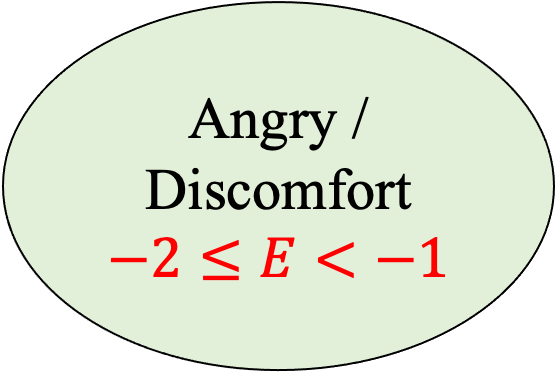 Angry /
Discomfort
−2 ≤ E < −1